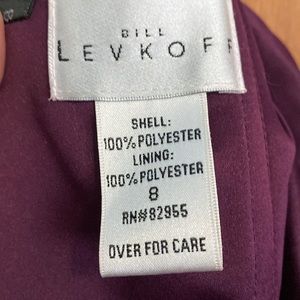 BILL
LEVKOFF
SHELL:
100% POLYESTER
LINING:
100% POLYESTER
8
RN#82955
OVER FOR CARE